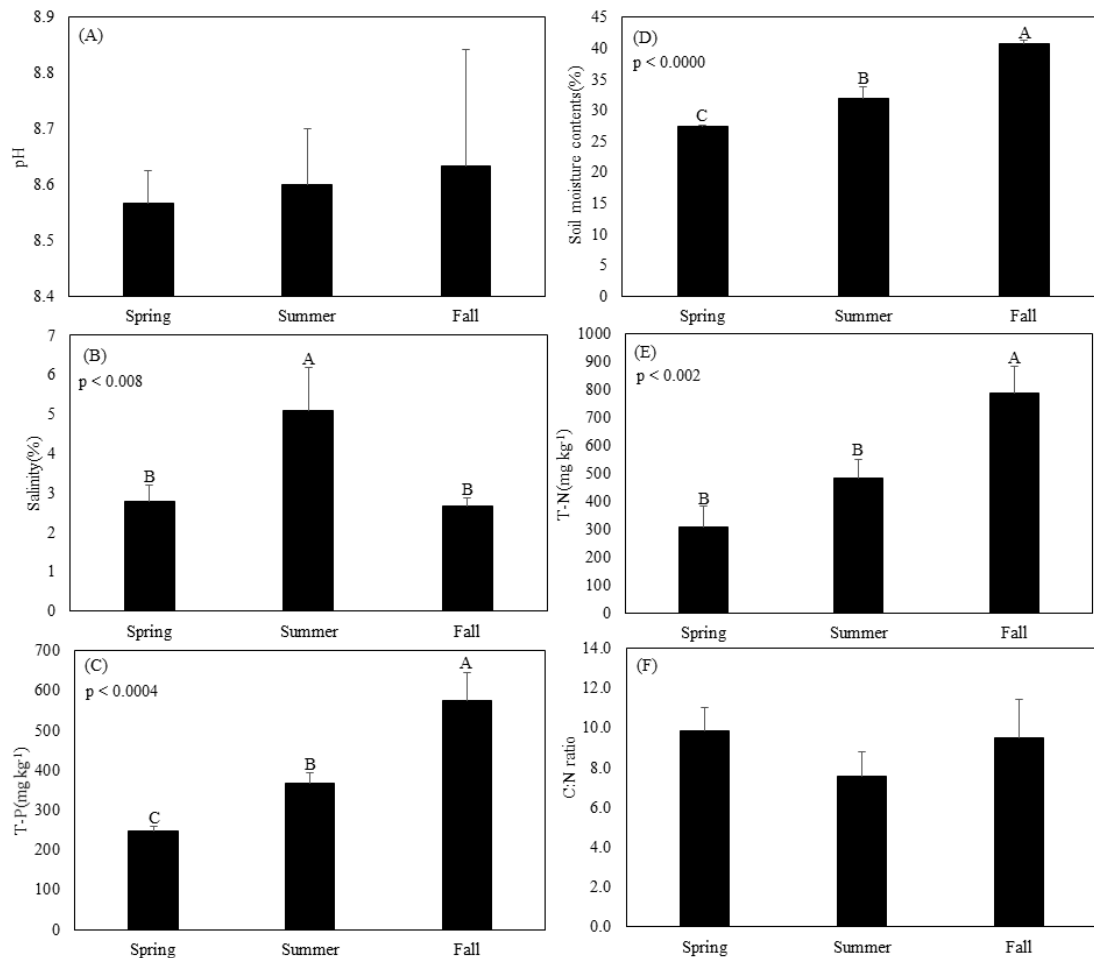 (A)
pH
8.9
8.8
8.7
8.6
8.5
8.4
Spring Summer Fall
(D)
p < 0.0000
Soil moisture contents(%)
45
40
35
30
25
20
15
10
5
0
C B A
Spring Summer Fall
(B)
p < 0.008
Salinity(%)
7
6
5
4
3
2
1
0
B A B
Spring Summer Fall
(E)
p < 0.002
T-N(mg kg⁻¹)
1000
900
800
700
600
500
400
300
200
100
0
B B A
Spring Summer Fall
(C)
p < 0.0004
T-P(mg kg⁻¹)
700
600
500
400
300
200
100
0
C B A
Spring Summer Fall
(F)
C:N ratio
14.0
12.0
10.0
8.0
6.0
4.0
2.0
0.0
Spring Summer Fall